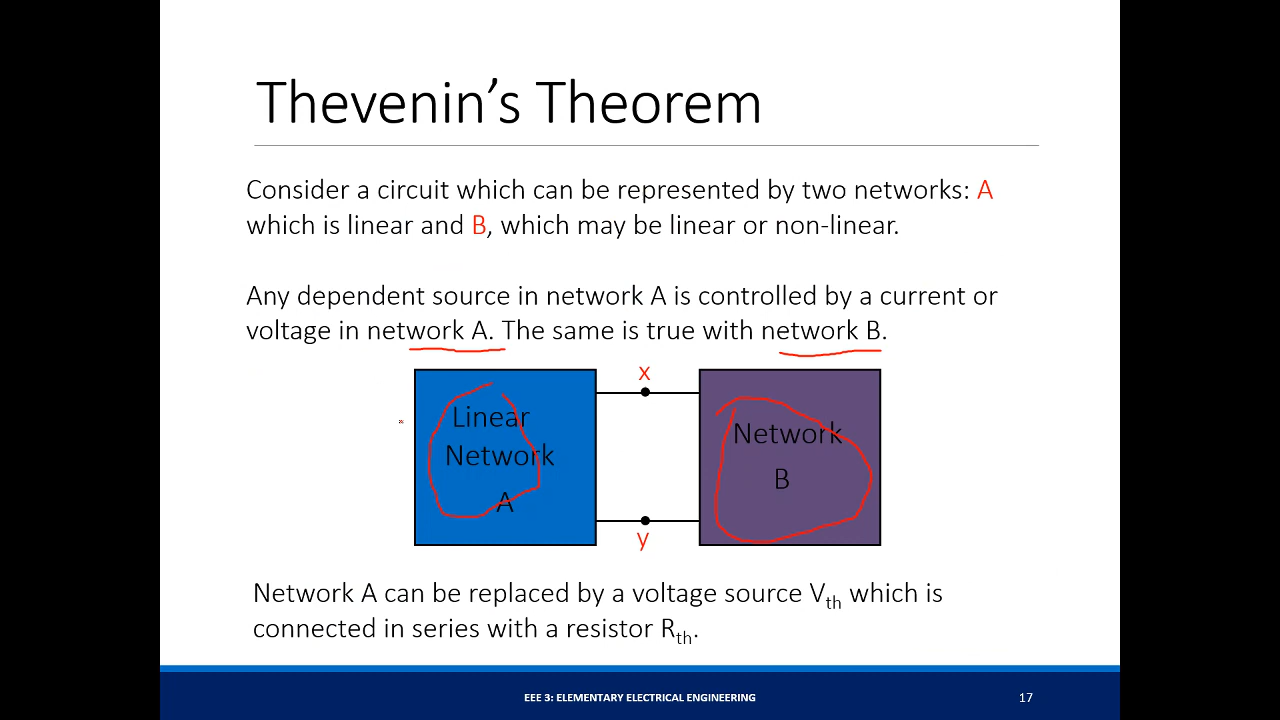 Thevenin’s Theorem
Consider a circuit which can be represented by two networks: A
which is linear and B, which may be linear or non-linear.
Any dependent source in network A is controlled by a current or
voltage in network A. The same is true with network B.
x
Linear
Network
A
Network
B
y
Network A can be replaced by a voltage source Vth which is
connected in series with a resistor Rth.
EEE 3: ELEMENTARY ELECTRICAL ENGINEERING
17